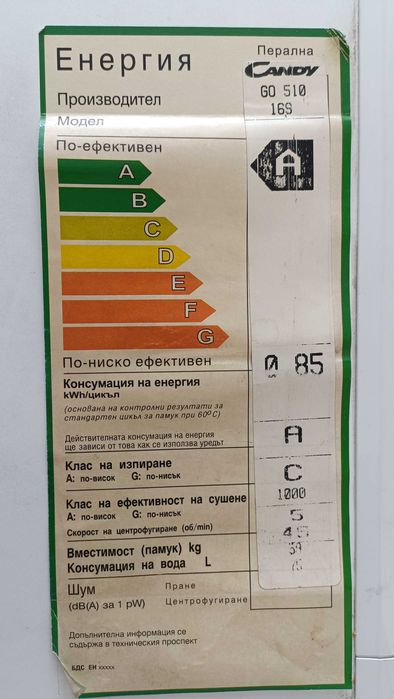 Енергия Перална
CANDY
Производител GO 510
Модел 16S
По-ефективен
A A
B
C
D
E
F
G
По-ниско ефективен
Консумация на енергия 0 85
kWh/цикъл
(основана на контролни резултати за
стандартен цикъл за памук при 60°C)
Действителната консумация на енергия
ще зависи от това как се използва уредът
Клас на изпиране A
A: по-висок G: по-нисък
Клас на ефективност на сушене C
A: по-висок G: по-нисък
Скорост на центрофугиране (об/min) 1000
Вместимост (памук) kg 5
Консумация на вода L 45
Шум Пране 59
(dB(A) за 1 pW) Центрофугиране
Допълнителна информация се
съдържа в техническия проспект
БДС EH xxxxx